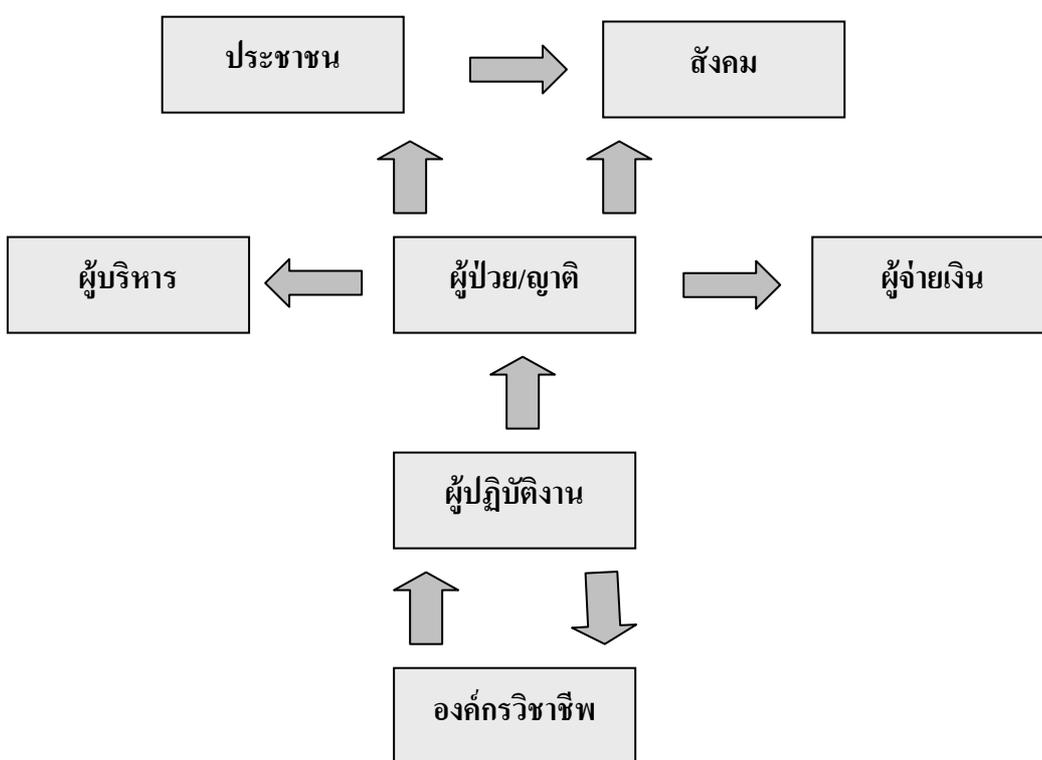 ประชาชน
สังคม
ผู้บริหาร
ผู้ป่วย/ญาติ
ผู้จ่ายเงิน
ผู้ปฏิบัติงาน
องค์กรวิชาชีพ